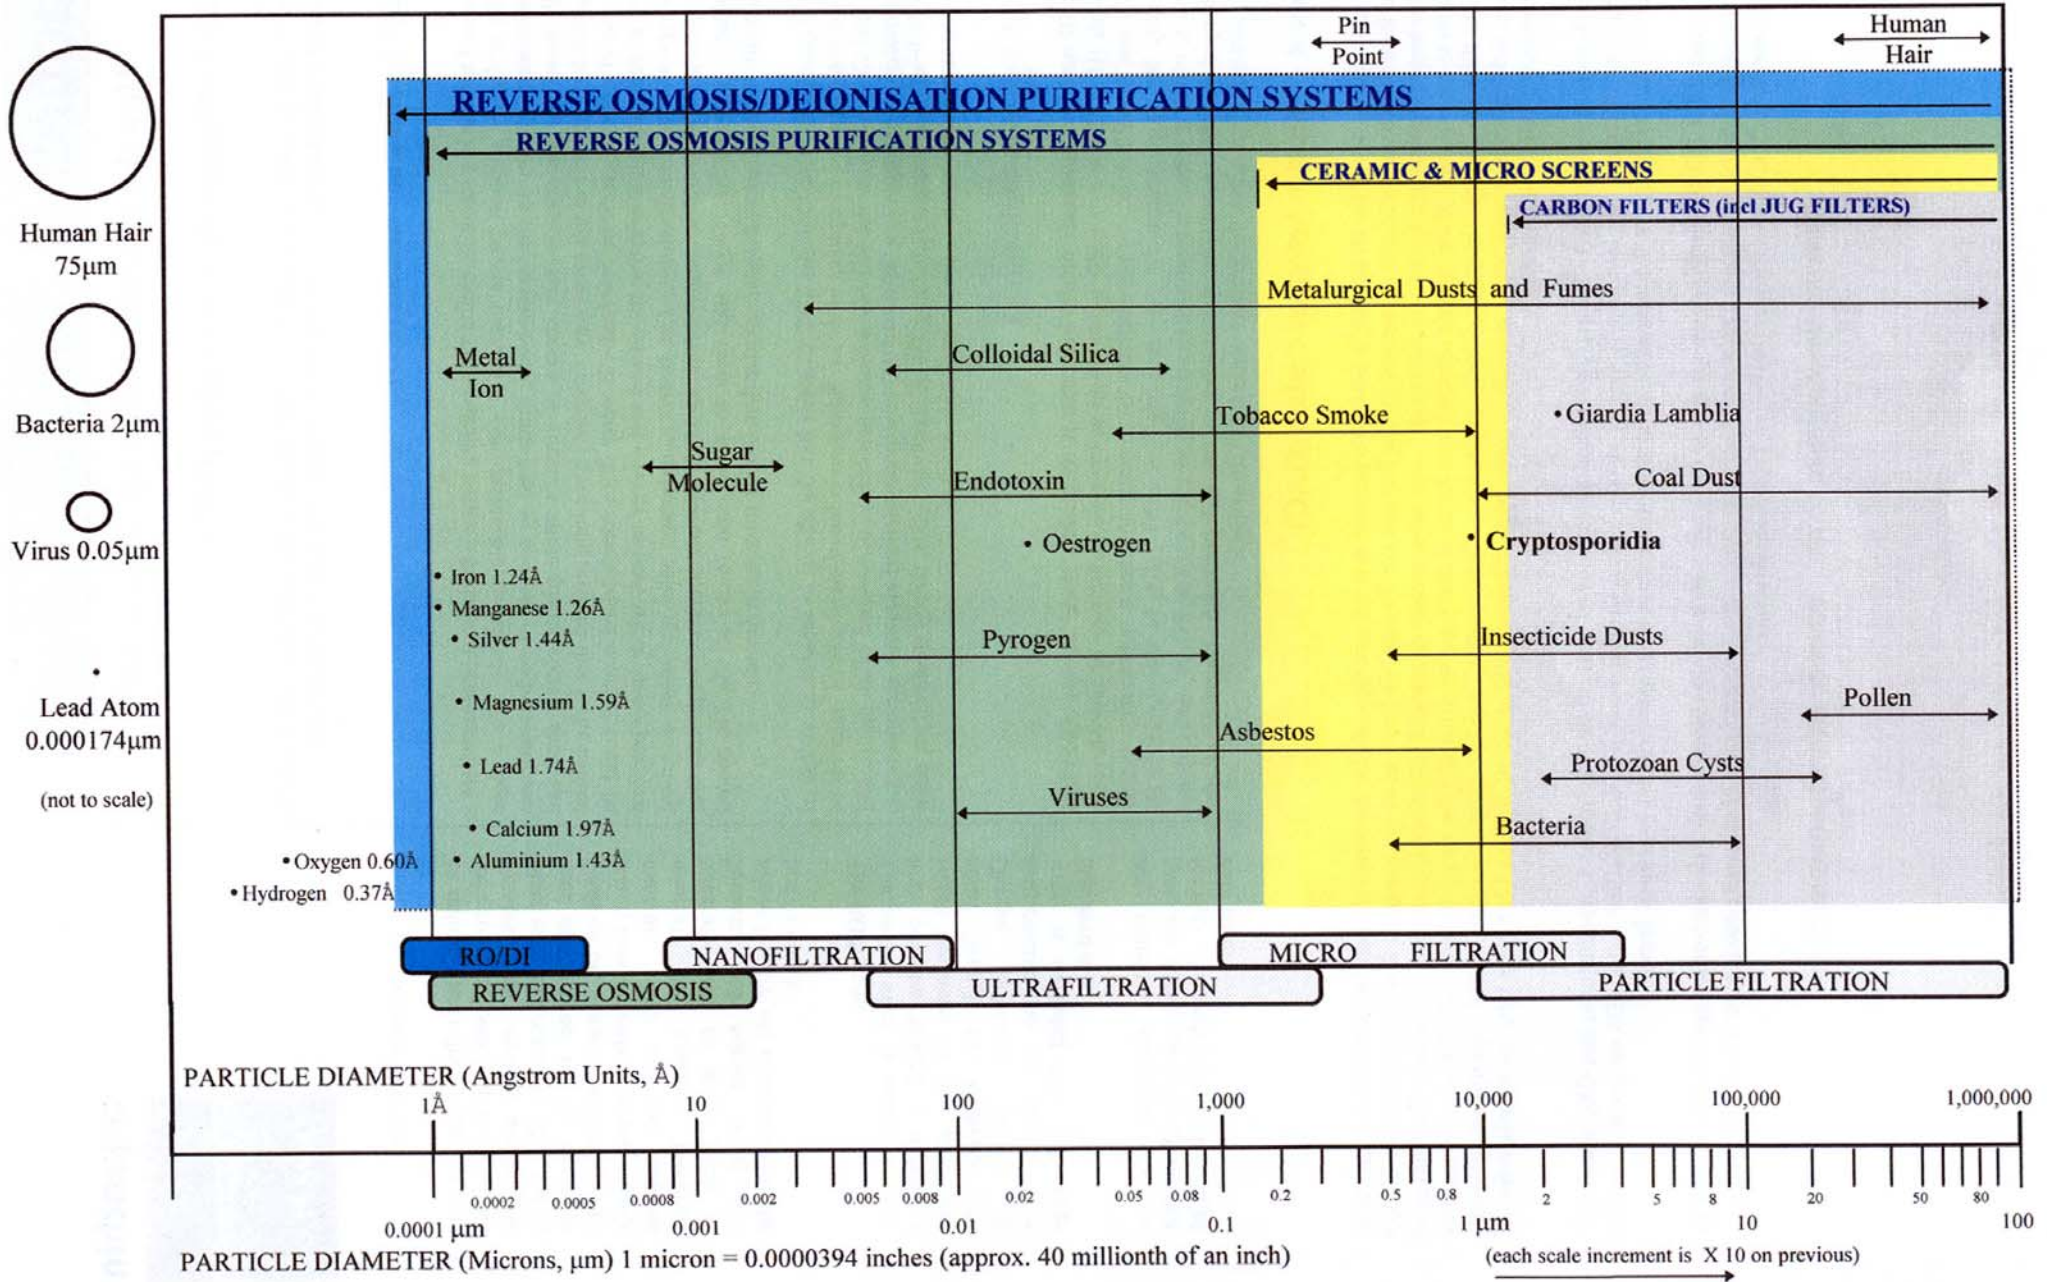 Pin
Point
Human
Hair
REVERSE OSMOSIS/DEIONISATION PURIFICATION SYSTEMS
REVERSE OSMOSIS PURIFICATION SYSTEMS
CERAMIC & MICRO SCREENS
CARBON FILTERS (incl JUG FILTERS)
Human Hair
75µm
Bacteria 2µm
Virus 0.05µm
Lead Atom
0.000174µm
(not to scale)
Metalurgical Dusts and Fumes
Metal
Ion
Colloidal Silica
Tobacco Smoke
•Giardia Lamblia
Sugar
Molecule
Endotoxin
Coal Dust
• Oestrogen
• Cryptosporidia
• Iron 1.24Å
• Manganese 1.26Å
• Silver 1.44Å
Pyrogen
Insecticide Dusts
• Magnesium 1.59Å
Pollen
Asbestos
• Lead 1.74Å
Protozoan Cysts
Viruses
• Calcium 1.97Å
Bacteria
•Oxygen 0.60Å
• Aluminium 1.43Å
•Hydrogen 0.37Å
RO/DI
NANOFILTRATION
MICRO FILTRATION
REVERSE OSMOSIS
ULTRAFILTRATION
PARTICLE FILTRATION
PARTICLE DIAMETER (Angstrom Units, Å)
1Å 10 100 1,000 10,000 100,000 1,000,000
0.0002 0.0005 0.0008 0.002 0.005 0.008 0.02 0.05 0.08 0.2 0.5 0.8 2 5 8 20 50 80
0.0001 µm 0.001 0.01 0.1 1 µm 10 100
PARTICLE DIAMETER (Microns, µm) 1 micron = 0.0000394 inches (approx. 40 millionth of an inch)
(each scale increment is X 10 on previous)